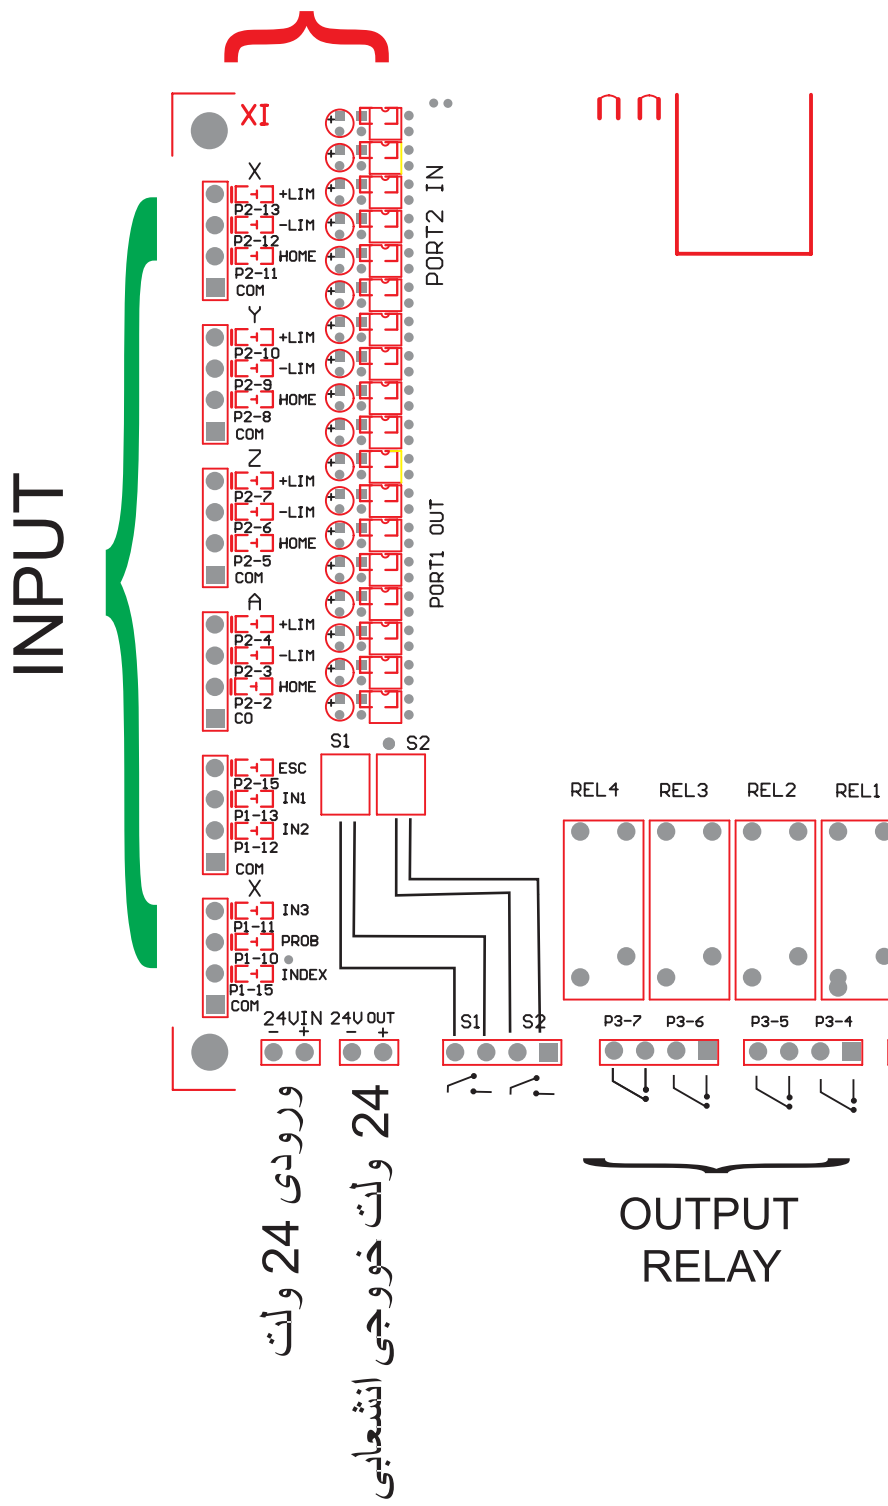 XI
X
+LIM
P2-13
-LIM
P2-12
HOME
P2-11
COM
Y
+LIM
P2-10
-LIM
P2-9
HOME
P2-8
COM
Z
+LIM
P2-7
-LIM
P2-6
HOME
P2-5
COM
A
+LIM
P2-4
-LIM
P2-3
HOME
P2-2
CO
ESC
P2-15
IN1
P1-13
IN2
P1-12
COM
X
IN3
P1-11
PROB
P1-10
INDEX
P1-15
COM
INPUT
PORT2 IN
PORT1 OUT
S1 S2
REL4 REL3 REL2 REL1
24VIN
- +
24V OUT
- +
S1 S2
P3-7 P3-6 P3-5 P3-4
ورودی 24 ولت
24 ولت خروجی انشعابی
OUTPUT
RELAY